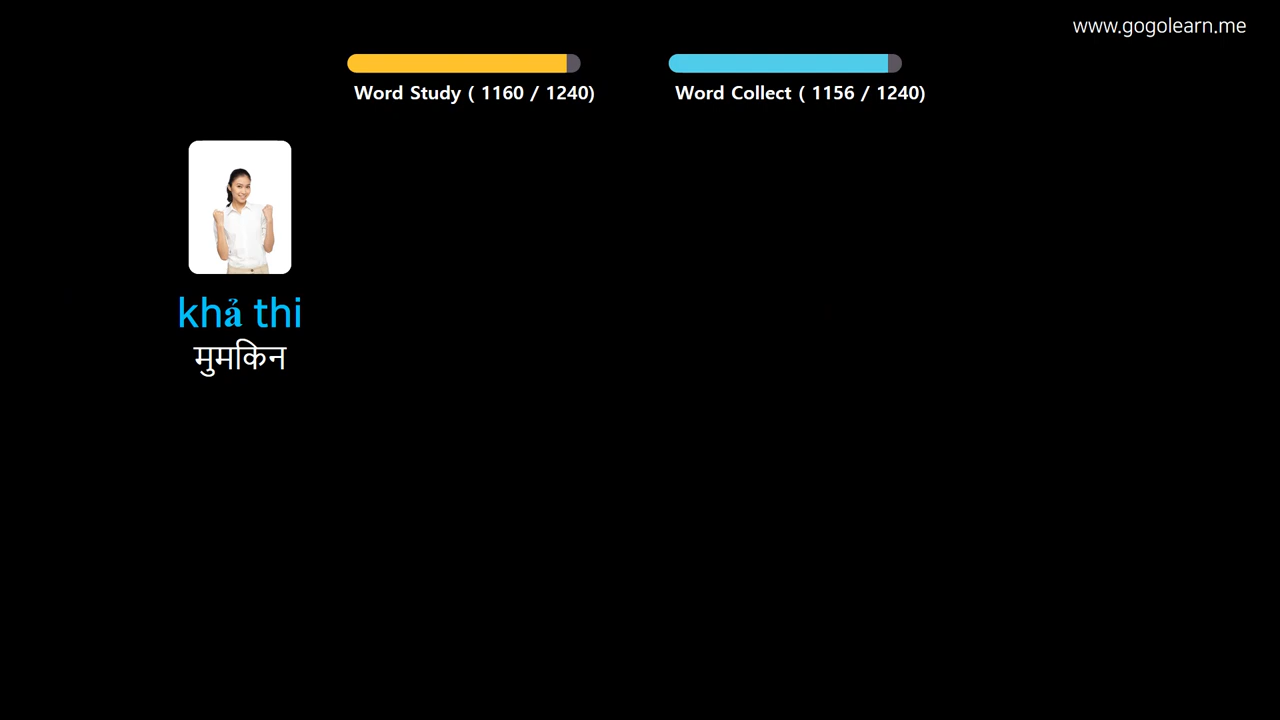 www.gogolearn.me
Word Study ( 1160 / 1240)
Word Collect ( 1156 / 1240)
khả thi
मुमकिन